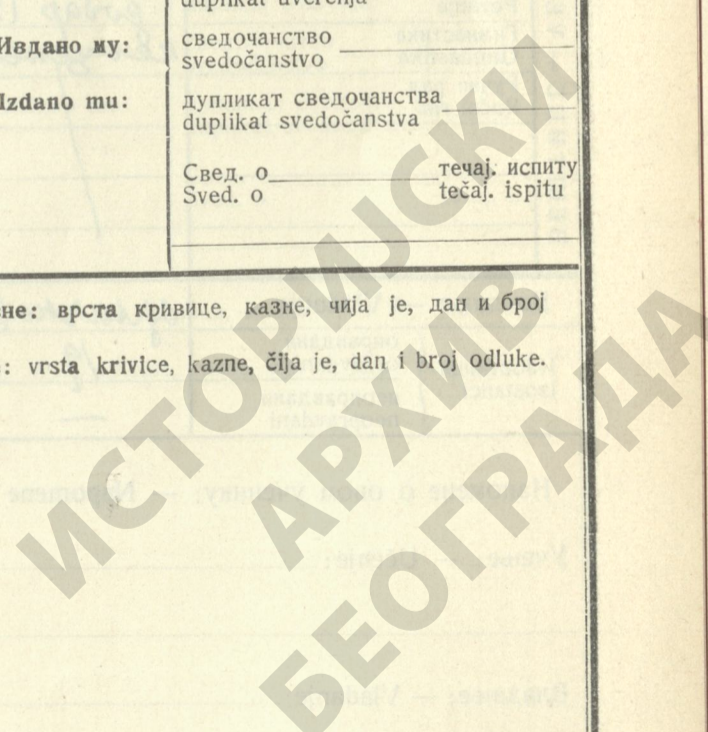 duplikat uverenja
Издано му:
сведочанство
svedočanstvo
Izdano mu:
дупликат сведочанства
duplikat svedočanstva
Свед. о течај. испиту
Sved. o tečaj. ispitu
не: врста кривице, казне, чија је, дан и број
: vrsta krivice, kazne, čija je, dan i broj odluke.
ИСТОРИЈСКИ
АРХИВ
БЕОГРАДА